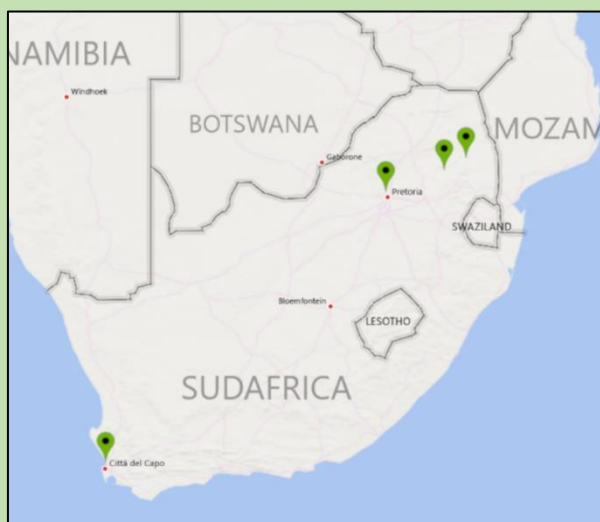 NAMIBIA
Windhoek
BOTSWANA
MOZAM
Gaborone
Pretoria
SWAZILAND
Bloemfontein
LESOTHO
SUDAFRICA
Città del Capo